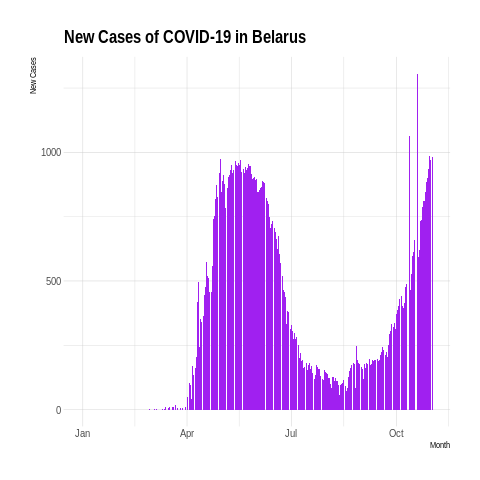 New Cases of COVID-19 in Belarus
New Cases
1000
500
0
Jan Apr Jul Oct
Month